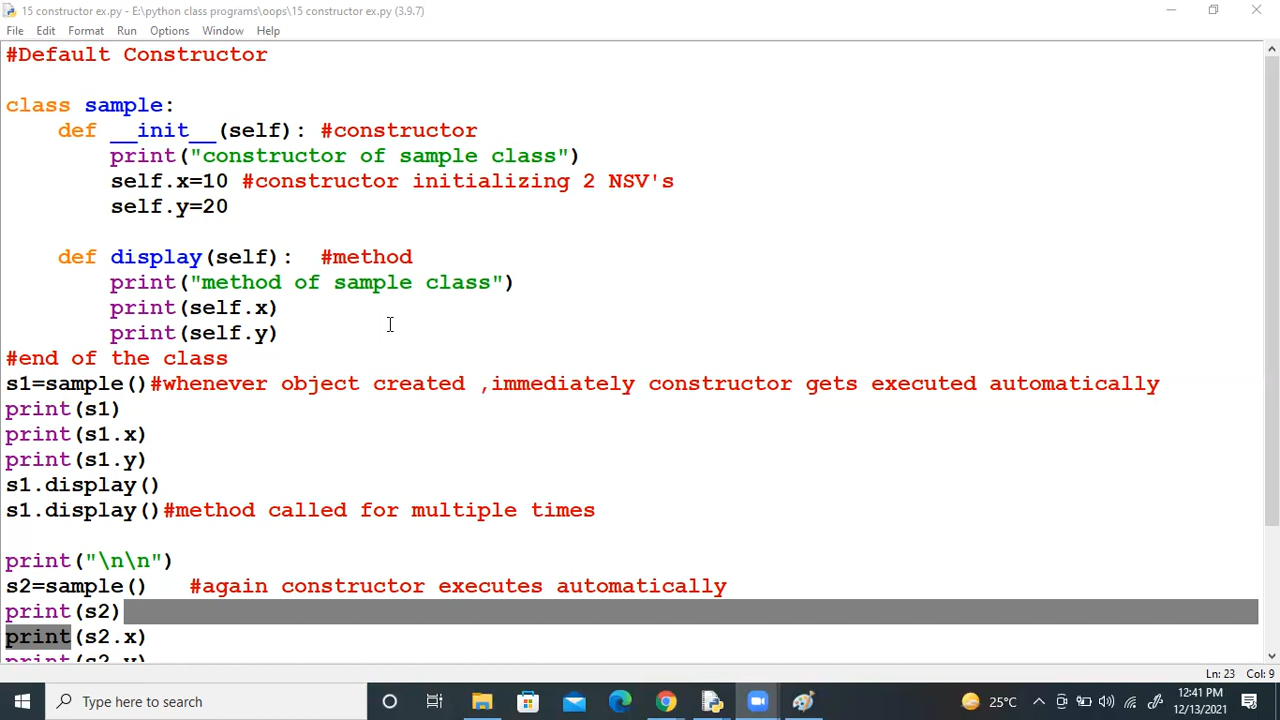 15 constructor ex.py - E:\python class programs\oops\15 constructor ex.py (3.9.7)
File Edit Format Run Options Window Help
#Default Constructor
class sample:
    def __init__(self): #constructor
        print("constructor of sample class")
        self.x=10 #constructor initializing 2 NSV's
        self.y=20
    def display(self):  #method
        print("method of sample class")
        print(self.x)
        print(self.y)
#end of the class
s1=sample()#whenever object created ,immediately constructor gets executed automatically
print(s1)
print(s1.x)
print(s1.y)
s1.display()
s1.display()#method called for multiple times
print("\n\n")
s2=sample()   #again constructor executes automatically
print(s2)
print(s2.x)
print(s2.y)
Ln: 23 Col: 9
Type here to search
25°C
12:41 PM
12/13/2021